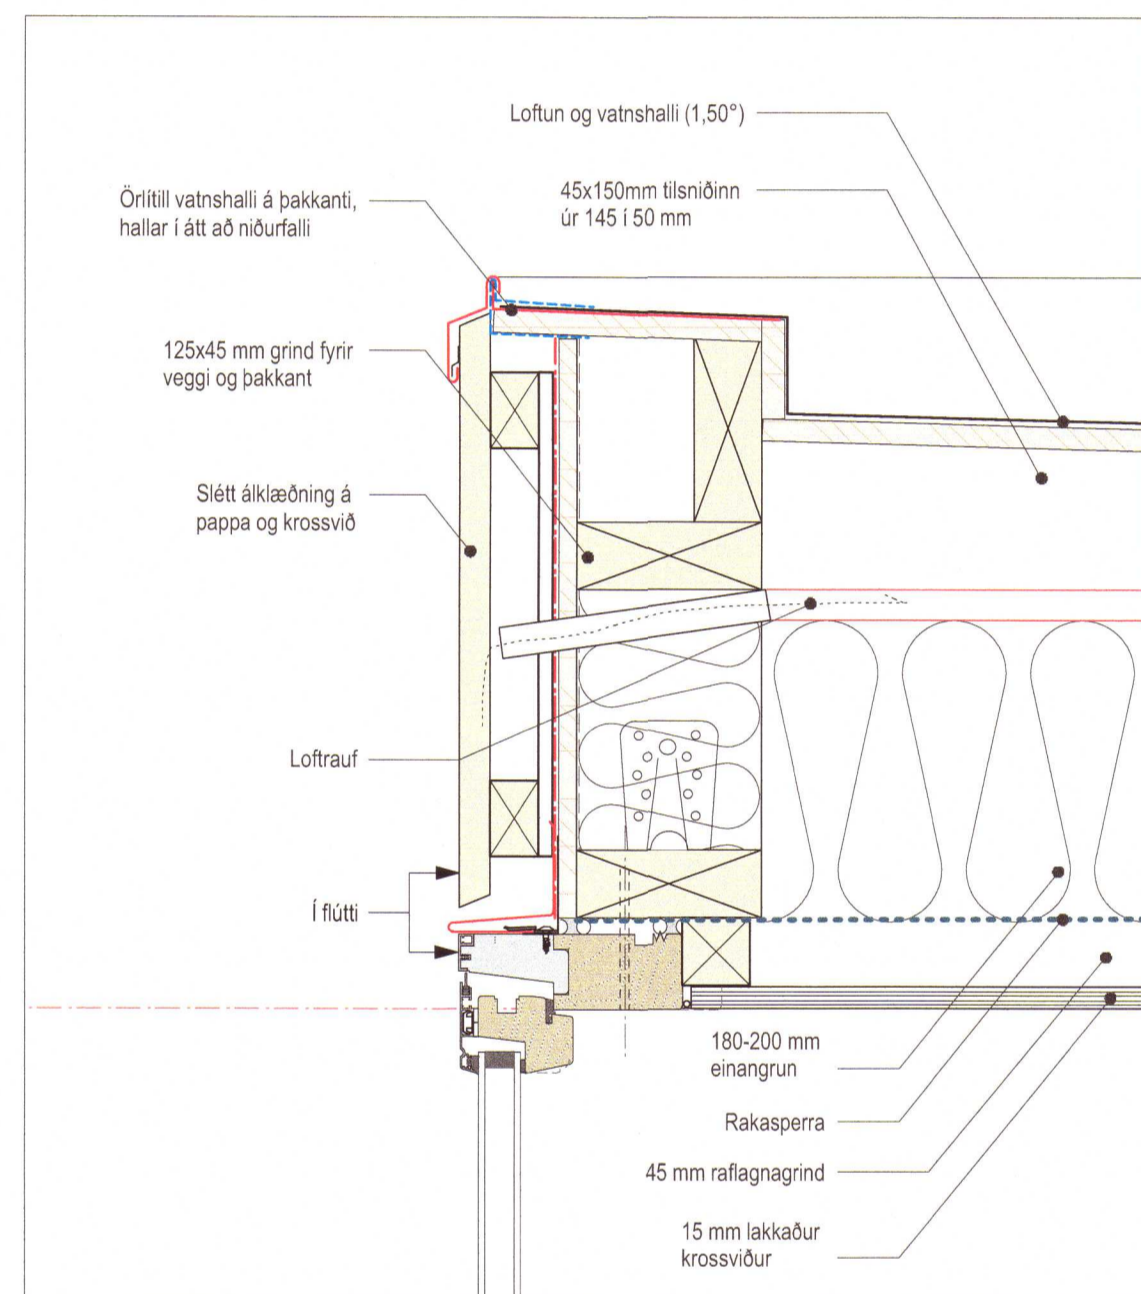 Loftun og vatnshalli (1,50°)
Örlítill vatnshalli á þakkanti,
hallar í átt að niðurfalli
45x150mm tilsniðinn
úr 145 í 50 mm
125x45 mm grind fyrir
veggi og þakkant
Slétt álklæðning á
pappa og krossvið
Loftrauf
Í flútti
180-200 mm
einangrun
Rakasperra
45 mm raflagnagrind
15 mm lakkaður
krossviður